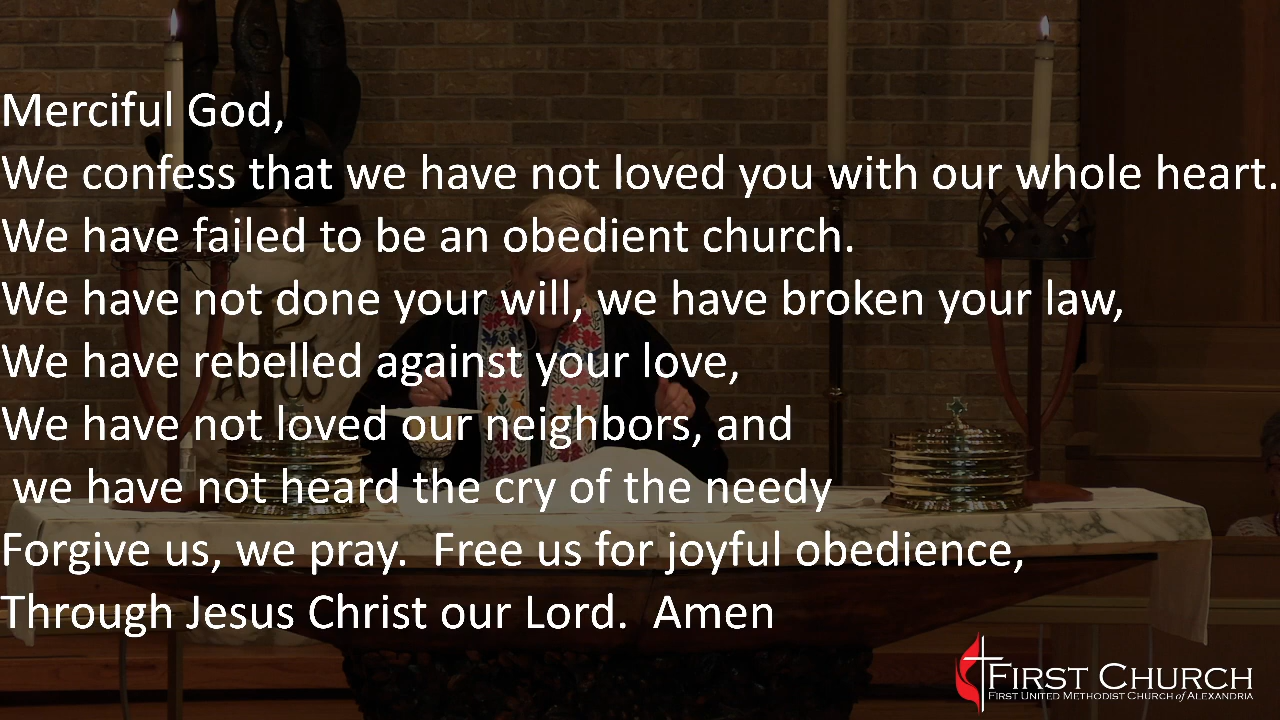 Merciful God,
We confess that we have not loved you with our whole heart.
We have failed to be an obedient church.
We have not done your will, we have broken your law,
We have rebelled against your love,
We have not loved our neighbors, and
we have not heard the cry of the needy
Forgive us, we pray.  Free us for joyful obedience,
Through Jesus Christ our Lord.  Amen
FIRST CHURCH
FIRST UNITED METHODIST CHURCH of ALEXANDRIA